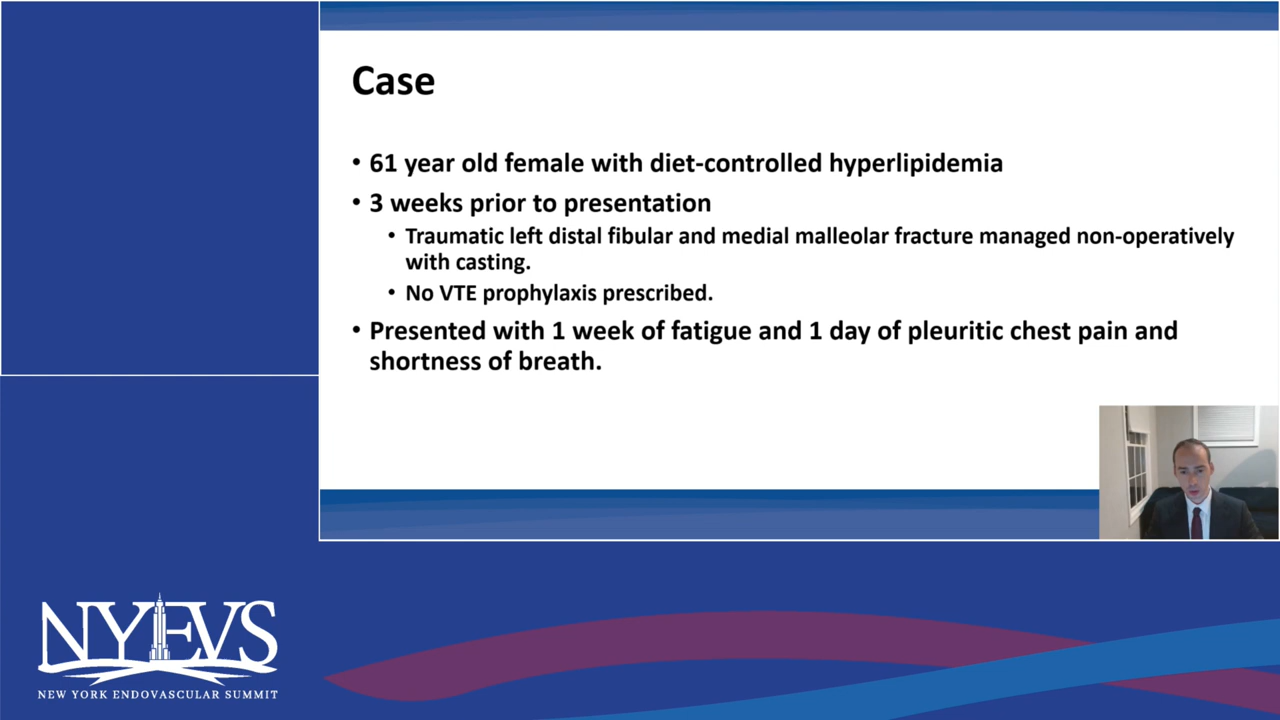 Case
• 61 year old female with diet-controlled hyperlipidemia
• 3 weeks prior to presentation
• Traumatic left distal fibular and medial malleolar fracture managed non-operatively
with casting.
• No VTE prophylaxis prescribed.
• Presented with 1 week of fatigue and 1 day of pleuritic chest pain and
shortness of breath.
NYEVS
NEW YORK ENDOVASCULAR SUMMIT